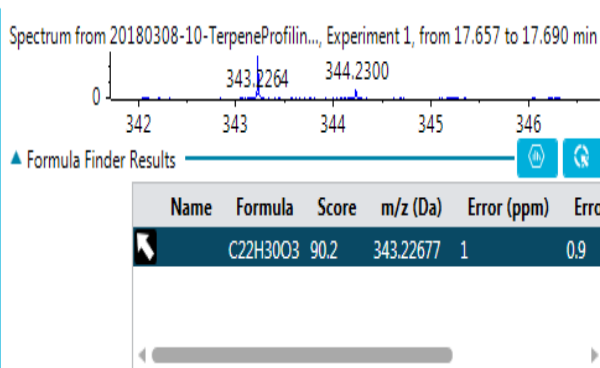 Spectrum from 20180308-10-TerpeneProfilin..., Experiment 1, from 17.657 to 17.690 min
343.2264 344.2300
0
342 343 344 345 346
Formula Finder Results
Name Formula Score m/z (Da) Error (ppm) Erro
C22H30O3 90.2 343.22677 1 0.9